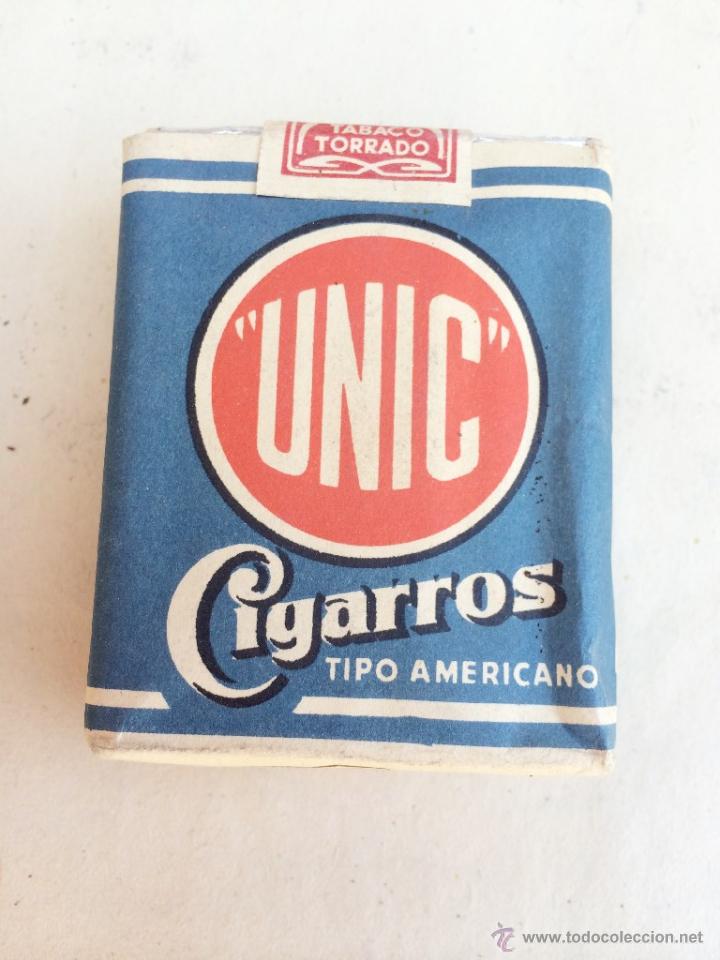 TABACO
TORRADO
"UNIC"
Cigarros
TIPO AMERICANO
© www.todocoleccion.net